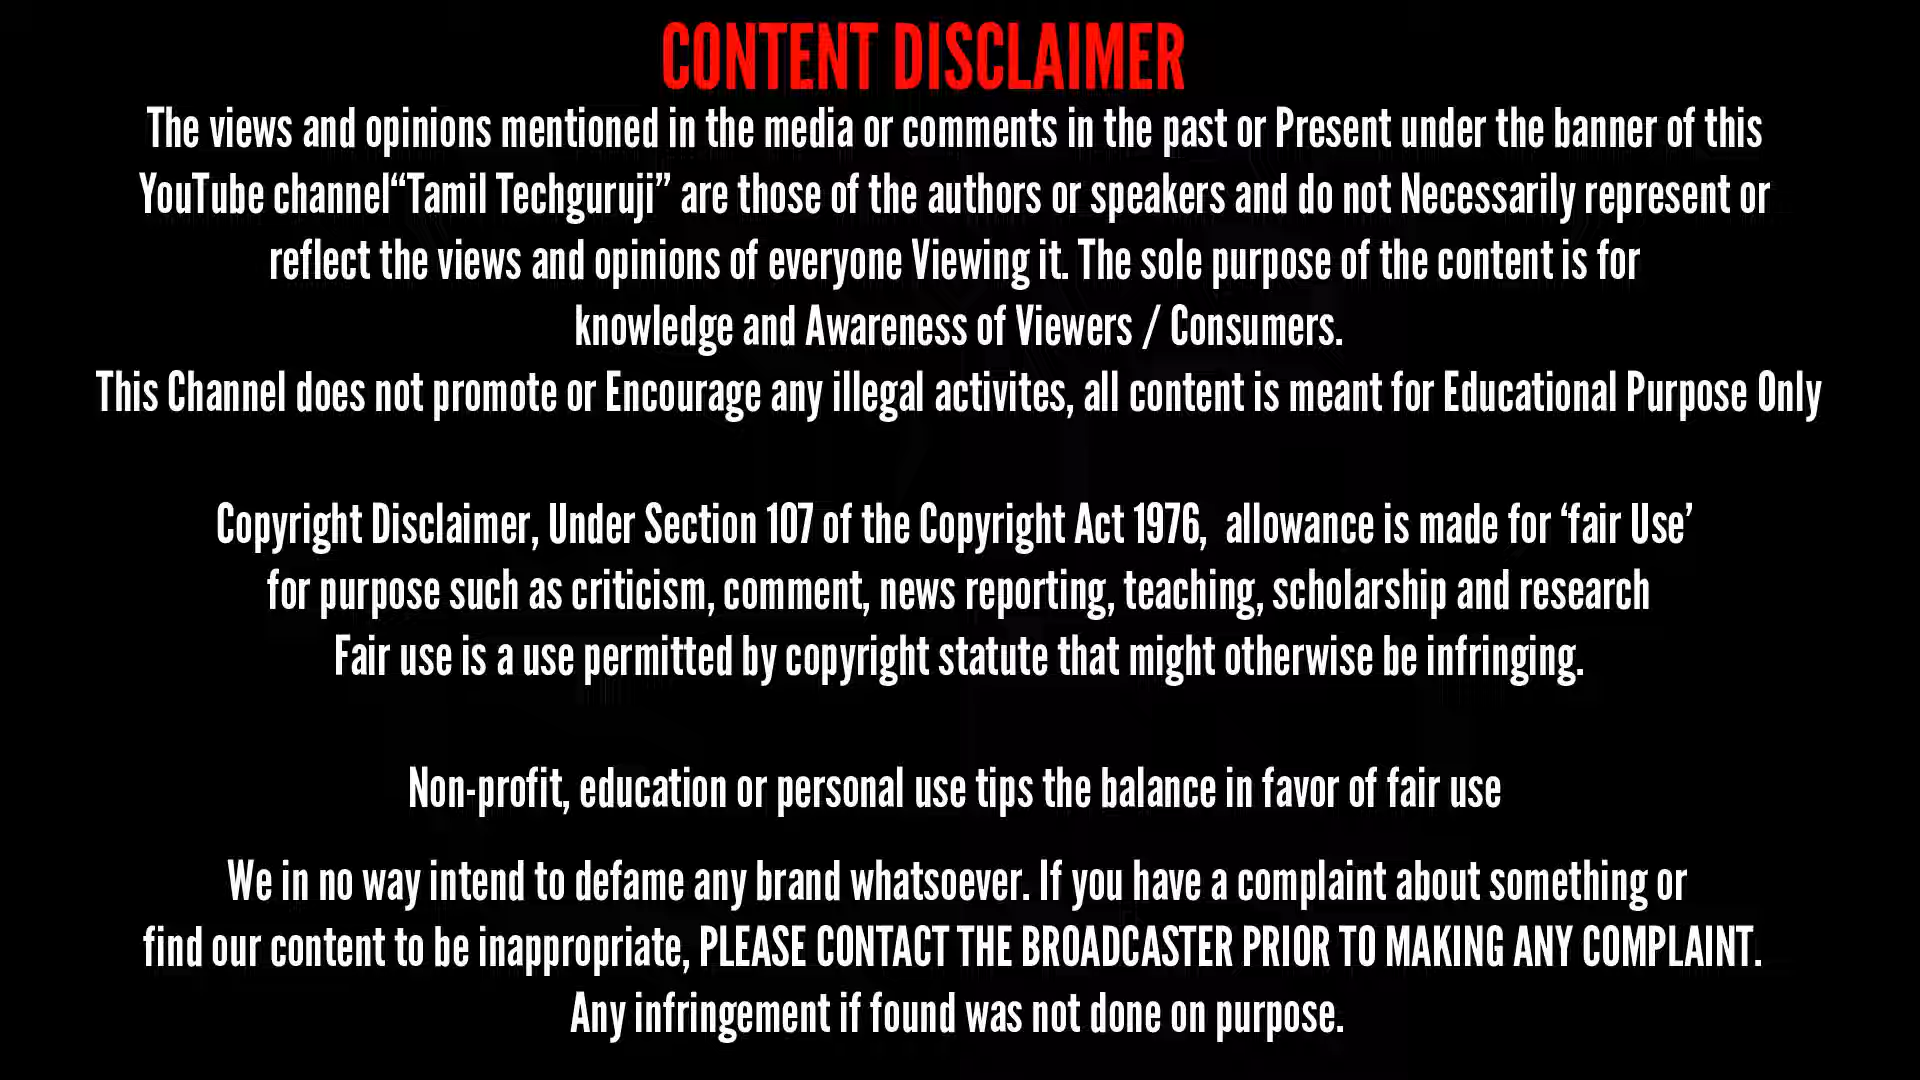 CONTENT DISCLAIMER
The views and opinions mentioned in the media or comments in the past or Present under the banner of this
YouTube channel“Tamil Techguruji” are those of the authors or speakers and do not Necessarily represent or
reflect the views and opinions of everyone Viewing it. The sole purpose of the content is for
knowledge and Awareness of Viewers / Consumers.
This Channel does not promote or Encourage any illegal activites, all content is meant for Educational Purpose Only
Copyright Disclaimer, Under Section 107 of the Copyright Act 1976, allowance is made for ‘fair Use’
for purpose such as criticism, comment, news reporting, teaching, scholarship and research
Fair use is a use permitted by copyright statute that might otherwise be infringing.
Non-profit, education or personal use tips the balance in favor of fair use
We in no way intend to defame any brand whatsoever. If you have a complaint about something or
find our content to be inappropriate, PLEASE CONTACT THE BROADCASTER PRIOR TO MAKING ANY COMPLAINT.
Any infringement if found was not done on purpose.